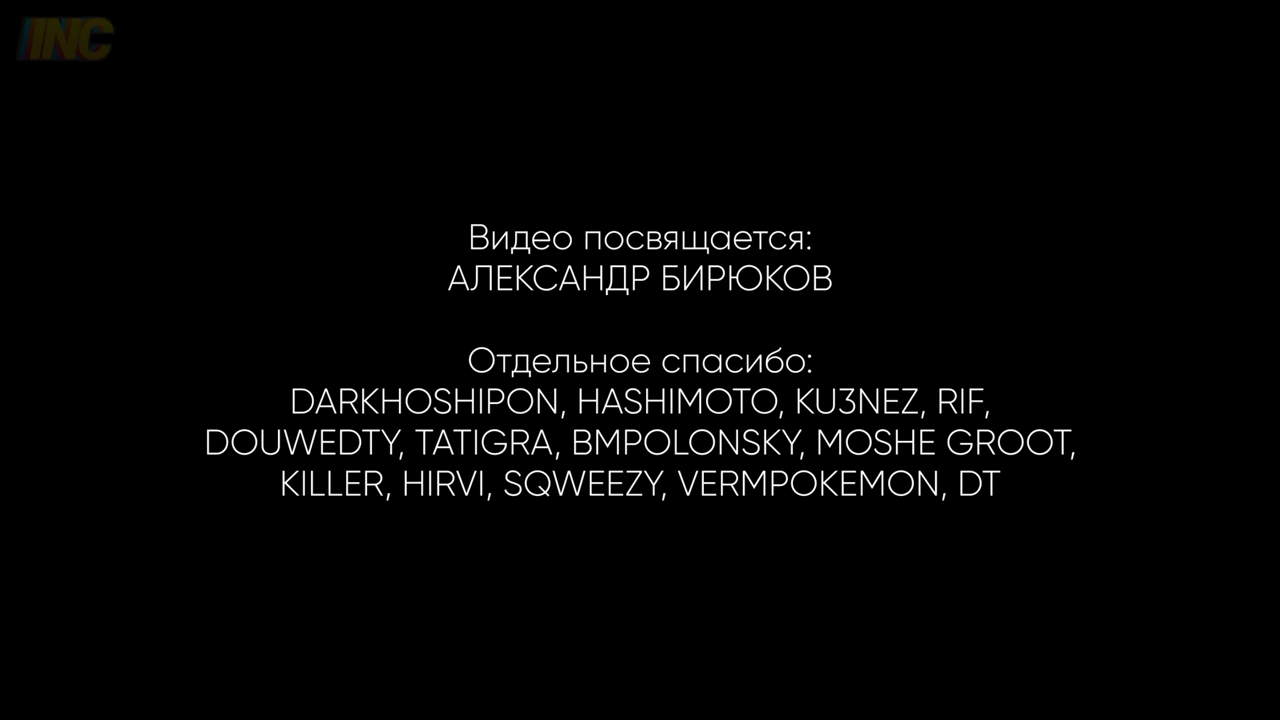 INC
Видео посвящается:
АЛЕКСАНДР БИРЮКОВ
Отдельное спасибо:
DARKHOSHIPON, HASHIMOTO, KU3NEZ, RIF,
DOUWEDTY, TATIGRA, BMPOLONSKY, MOSHE GROOT,
KILLER, HIRVI, SQWEEZY, VERMPOKEMON, DT